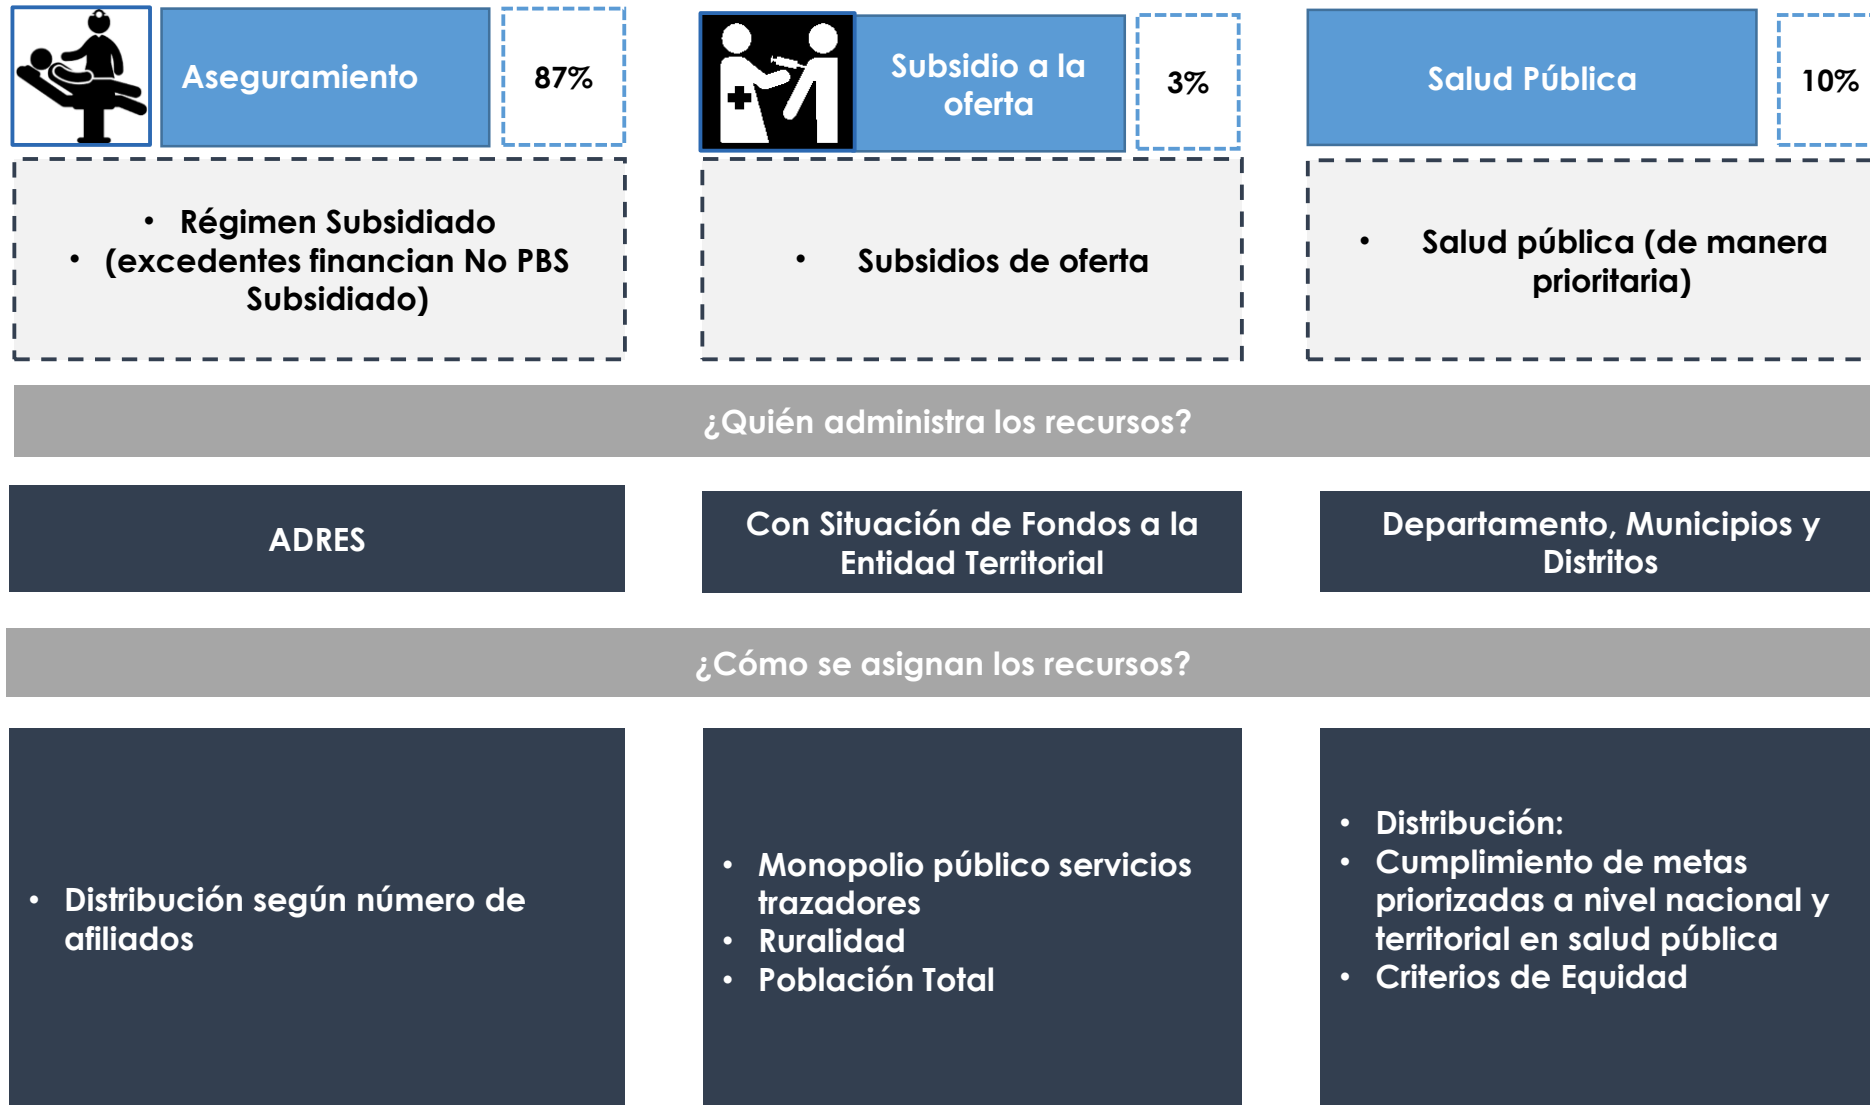 Aseguramiento
87%
Subsidio a la
oferta
3%
Salud Pública
10%
• Régimen Subsidiado
• (excedentes financian No PBS
Subsidiado)
• Subsidios de oferta
• Salud pública (de manera
prioritaria)
¿Quién administra los recursos?
ADRES
Con Situación de Fondos a la
Entidad Territorial
Departamento, Municipios y
Distritos
¿Cómo se asignan los recursos?
• Distribución según número de
afiliados
• Monopolio público servicios
trazadores
• Ruralidad
• Población Total
• Distribución:
• Cumplimiento de metas
priorizadas a nivel nacional y
territorial en salud pública
• Criterios de Equidad